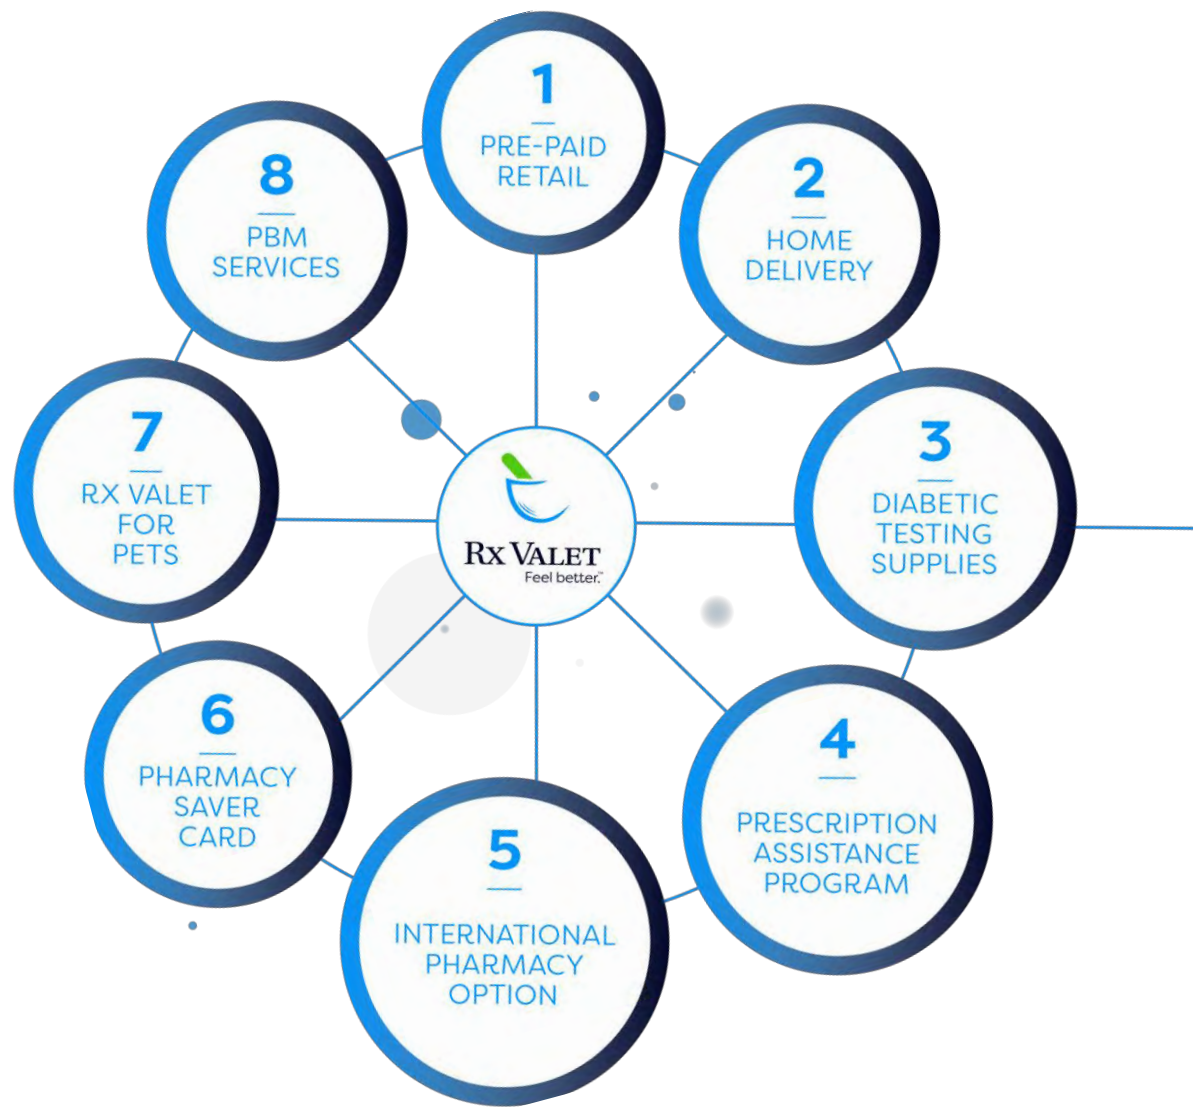 1
PRE-PAID
RETAIL
2
HOME
DELIVERY
3
DIABETIC
TESTING
SUPPLIES
4
PRESCRIPTION
ASSISTANCE
PROGRAM
5
INTERNATIONAL
PHARMACY
OPTION
6
PHARMACY
SAVER
CARD
7
RX VALET
FOR
PETS
8
PBM
SERVICES
RX VALET
Feel better.™